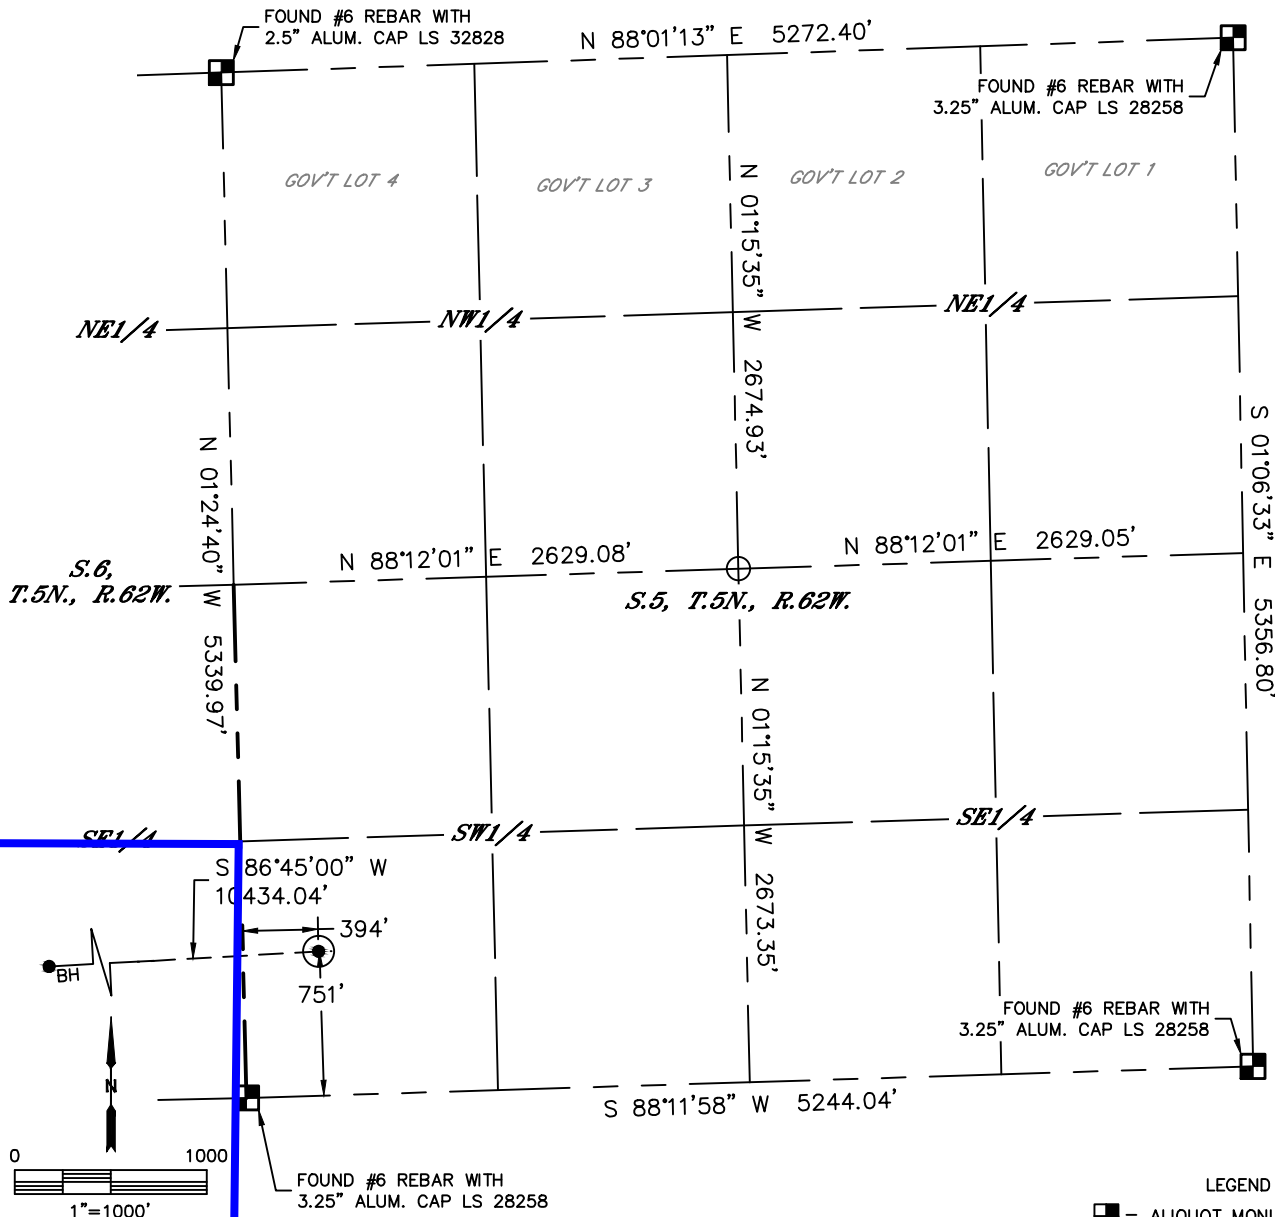 FOUND #6 REBAR WITH
2.5" ALUM. CAP LS 32828
N 88°01'13" E 5272.40'
FOUND #6 REBAR WITH
3.25" ALUM. CAP LS 28258
GOV'T LOT 4
GOV'T LOT 3
GOV'T LOT 2
GOV'T LOT 1
N 01°15'35" W 2674.93'
NE1/4
NW1/4
NE1/4
N 01°24'40" W 5339.97'
S 01°06'33" E 5356.80'
N 88°12'01" E 2629.08'
N 88°12'01" E 2629.05'
S.6,
T.5N., R.62W.
S.5, T.5N., R.62W.
N 01°15'35" W 2673.35'
SE1/4
SW1/4
SE1/4
S 86°45'00" W
10434.04'
394'
BH
751'
FOUND #6 REBAR WITH
3.25" ALUM. CAP LS 28258
N
S 88°11'58" W 5244.04'
0 1000
1"=1000'
FOUND #6 REBAR WITH
3.25" ALUM. CAP LS 28258
LEGEND
= ALIQUOT